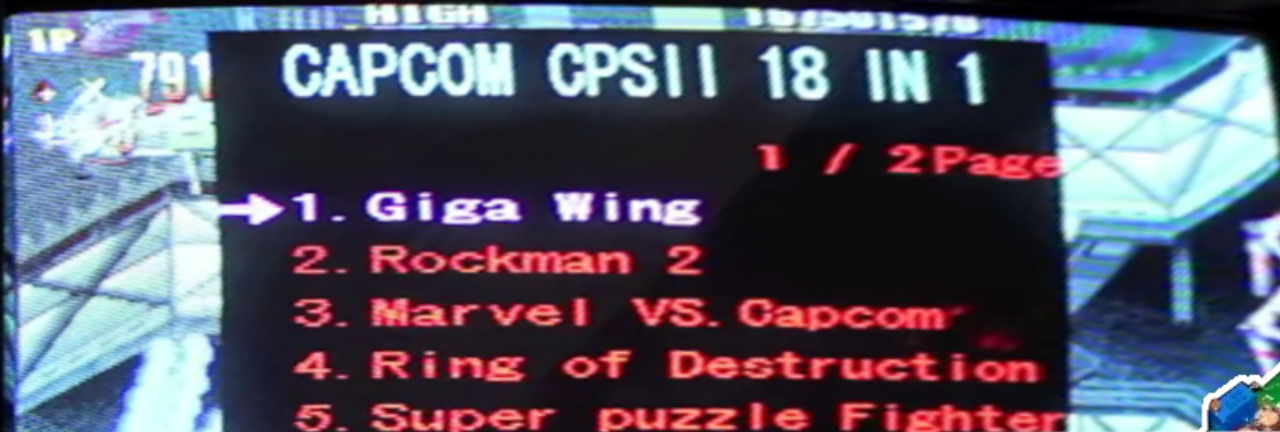 1P HIGH
791
CAPCOM CPSII 18 IN 1
1 / 2Page
1. Giga Wing
2. Rockman 2
3. Marvel VS. Capcom
4. Ring of Destruction
5. Super puzzle Fighter